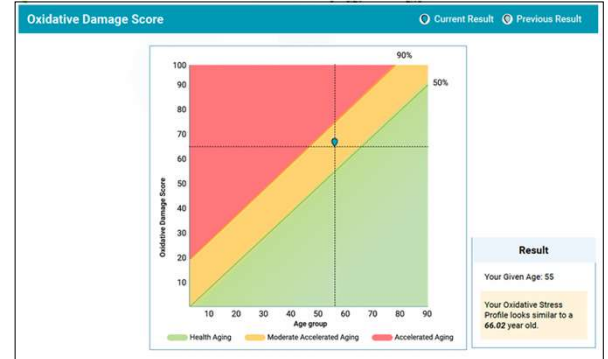 Oxidative Damage Score
Current Result Previous Result
90%
50%
100
90
80
70
60
50
40
30
20
10
Oxidative Damage Score
10 20 30 40 50 60 70 80 90
Age group
Health Aging Moderate Accelerated Aging Accelerated Aging
Result
Your Given Age: 55
Your Oxidative Stress
Profile looks similar to a
66.02 year old.